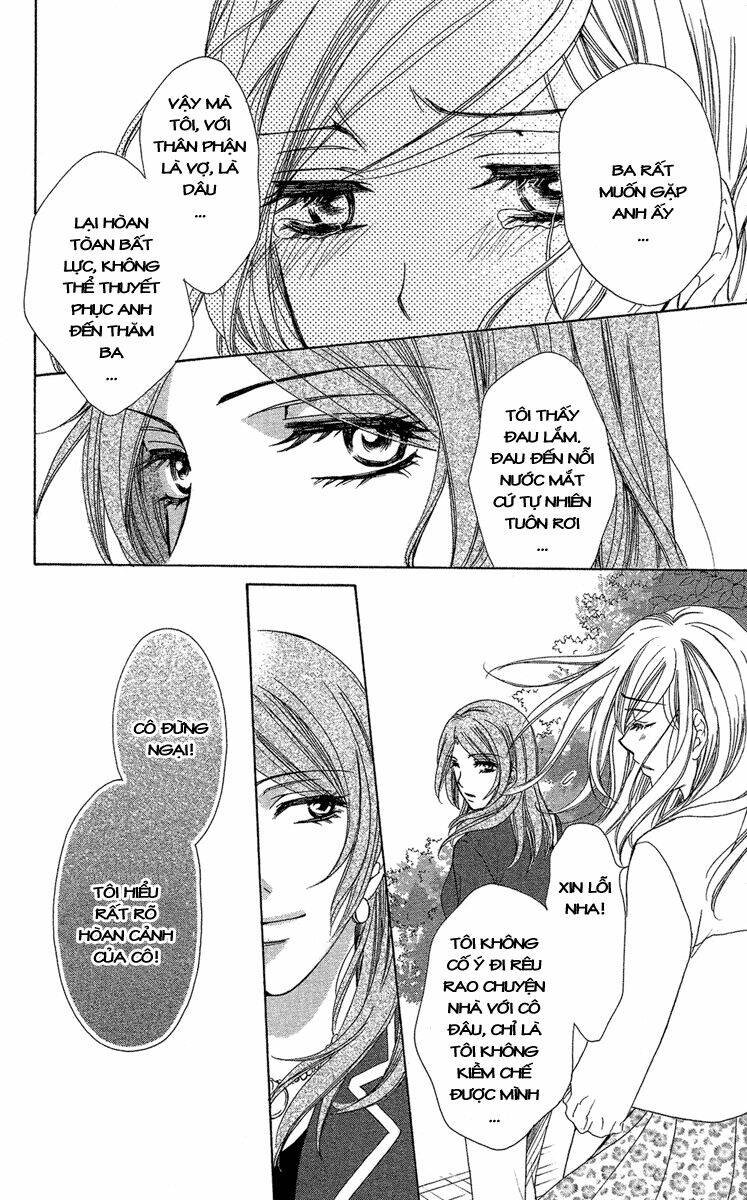 BA RẤT
MUỐN GẶP
ANH ẤY
...
VẬY MÀ
TÔI, VỚI
THÂN PHẬN
LÀ VỢ, LÀ
DÂU
...
LẠI HÒAN
TÒAN BẤT
LỰC, KHÔNG
THỂ THUYẾT
PHỤC ANH
ĐẾN THĂM
BA
...
TÔI THẤY
ĐAU LẮM.
ĐAU ĐẾN NỖI
NƯỚC MẮT
CỨ TỰ NHIÊN
TUÔN RƠI
...
XIN LỖI
NHA!
TÔI KHÔNG
CỐ Ý ĐI RÊU
RAO CHUYỆN
NHÀ VỚI CÔ
ĐÂU, CHỈ LÀ
TÔI KHÔNG
KIỀM CHẾ
ĐƯỢC MÌNH
...
CÔ ĐỪNG
NGẠI!
TÔI HIỂU
RẤT RÕ
HÒAN CẢNH
CỦA CÔ!